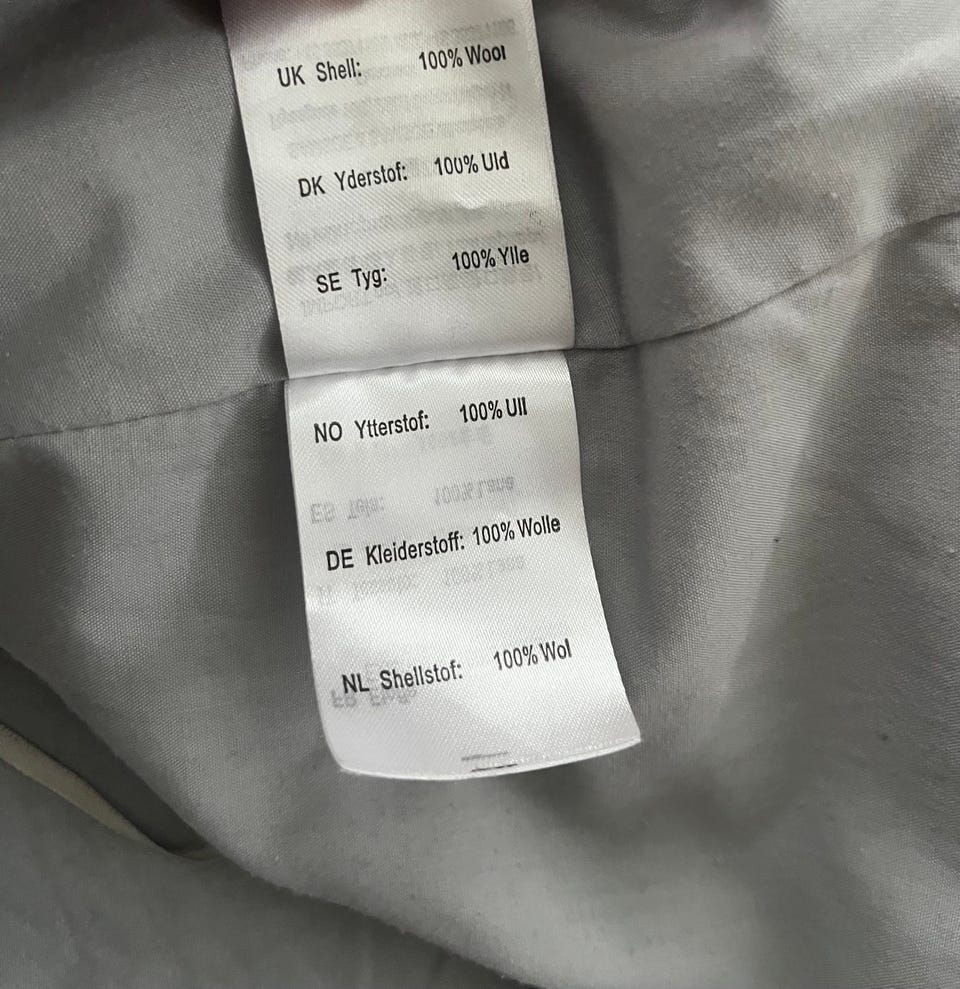 UK Shell: 100% Wool
DK Yderstof: 100% Uld
SE Tyg: 100% Ylle
NO Ytterstof: 100% Ull
DE Kleiderstoff: 100% Wolle
NL Shellstof: 100% Wol